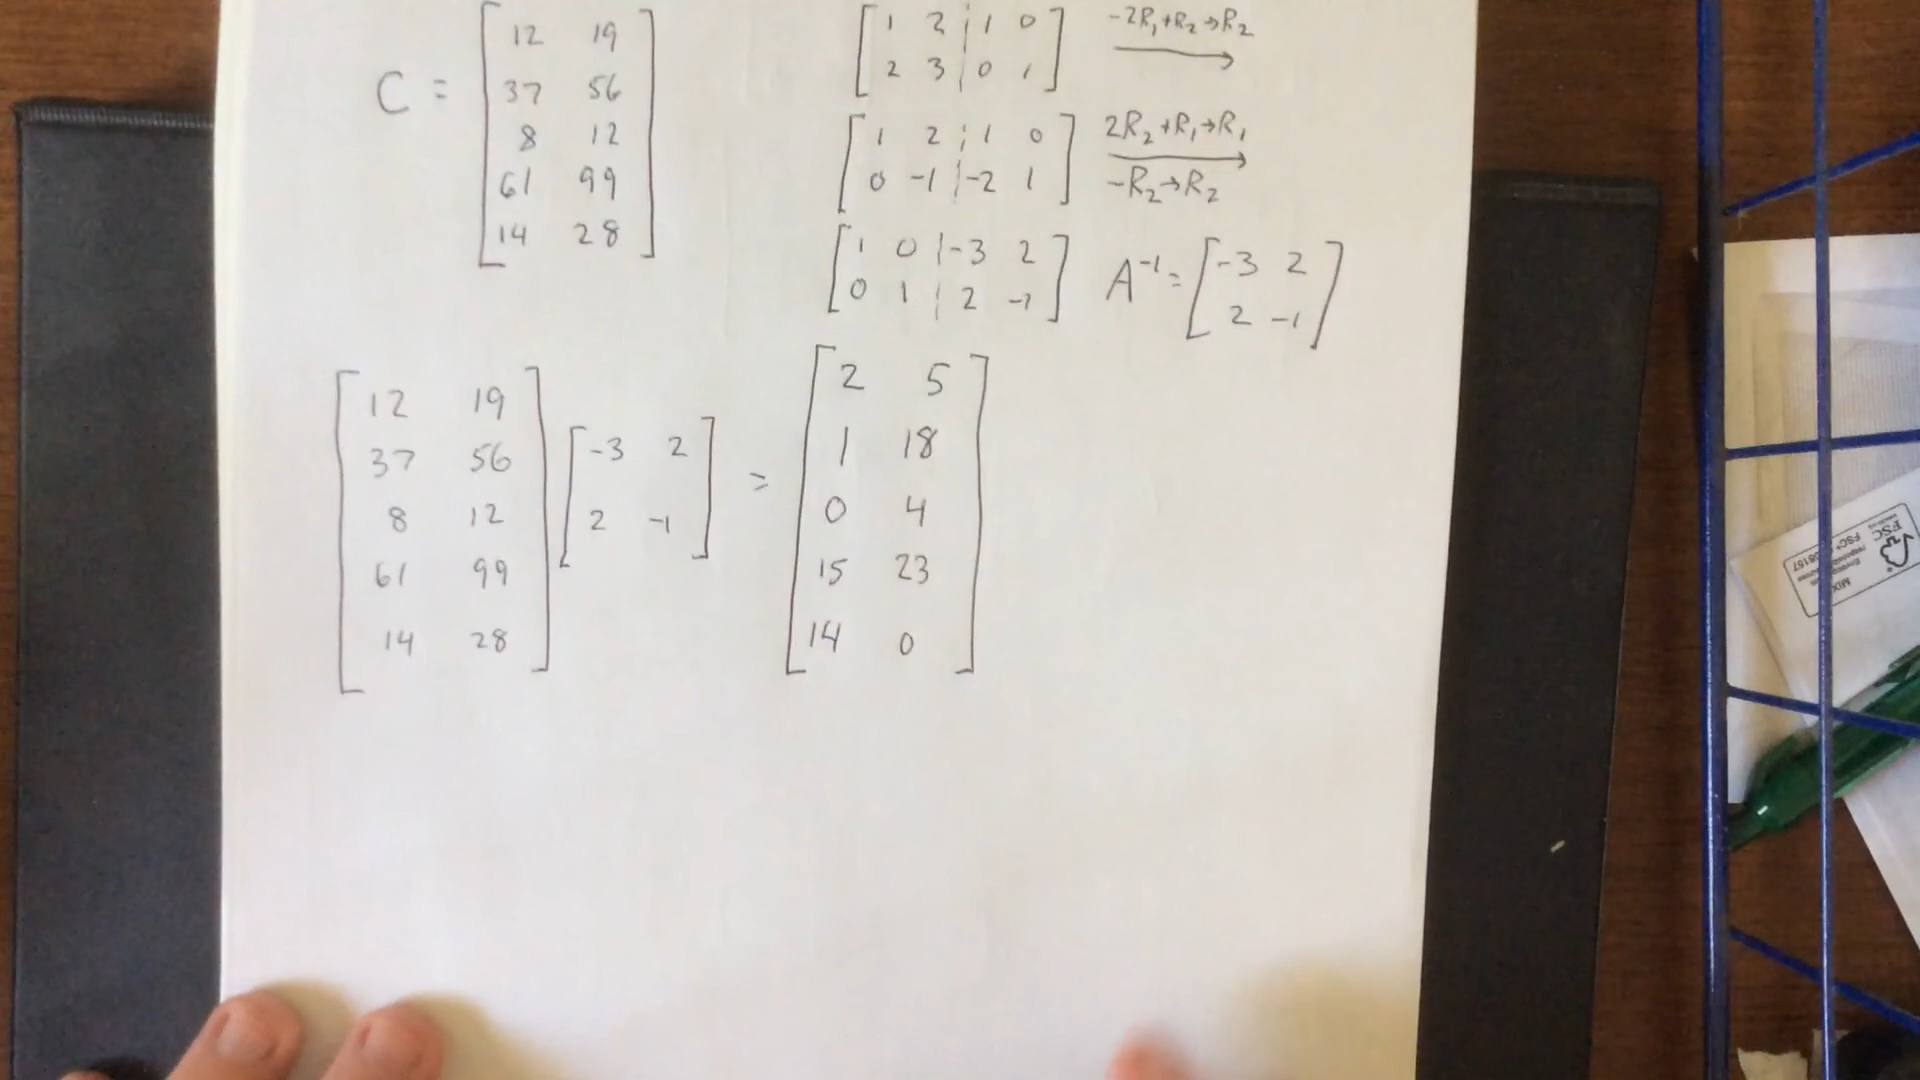 C = [ 12 19
37 56
8 12
61 99
14 28 ]
[ 1 2 | 1 0
2 3 | 0 1 ] -2R₁+R₂→R₂
[ 1 2 | 1 0
0 -1 | -2 1 ] 2R₂+R₁→R₁
-R₂→R₂
[ 1 0 | -3 2
0 1 | 2 -1 ] A⁻¹= [ -3 2
2 -1 ]
[ 12 19
37 56
8 12
61 99
14 28 ] [ -3 2
2 -1 ] = [ 2 5
1 18
0 4
15 23
14 0 ]
MIX
FSC